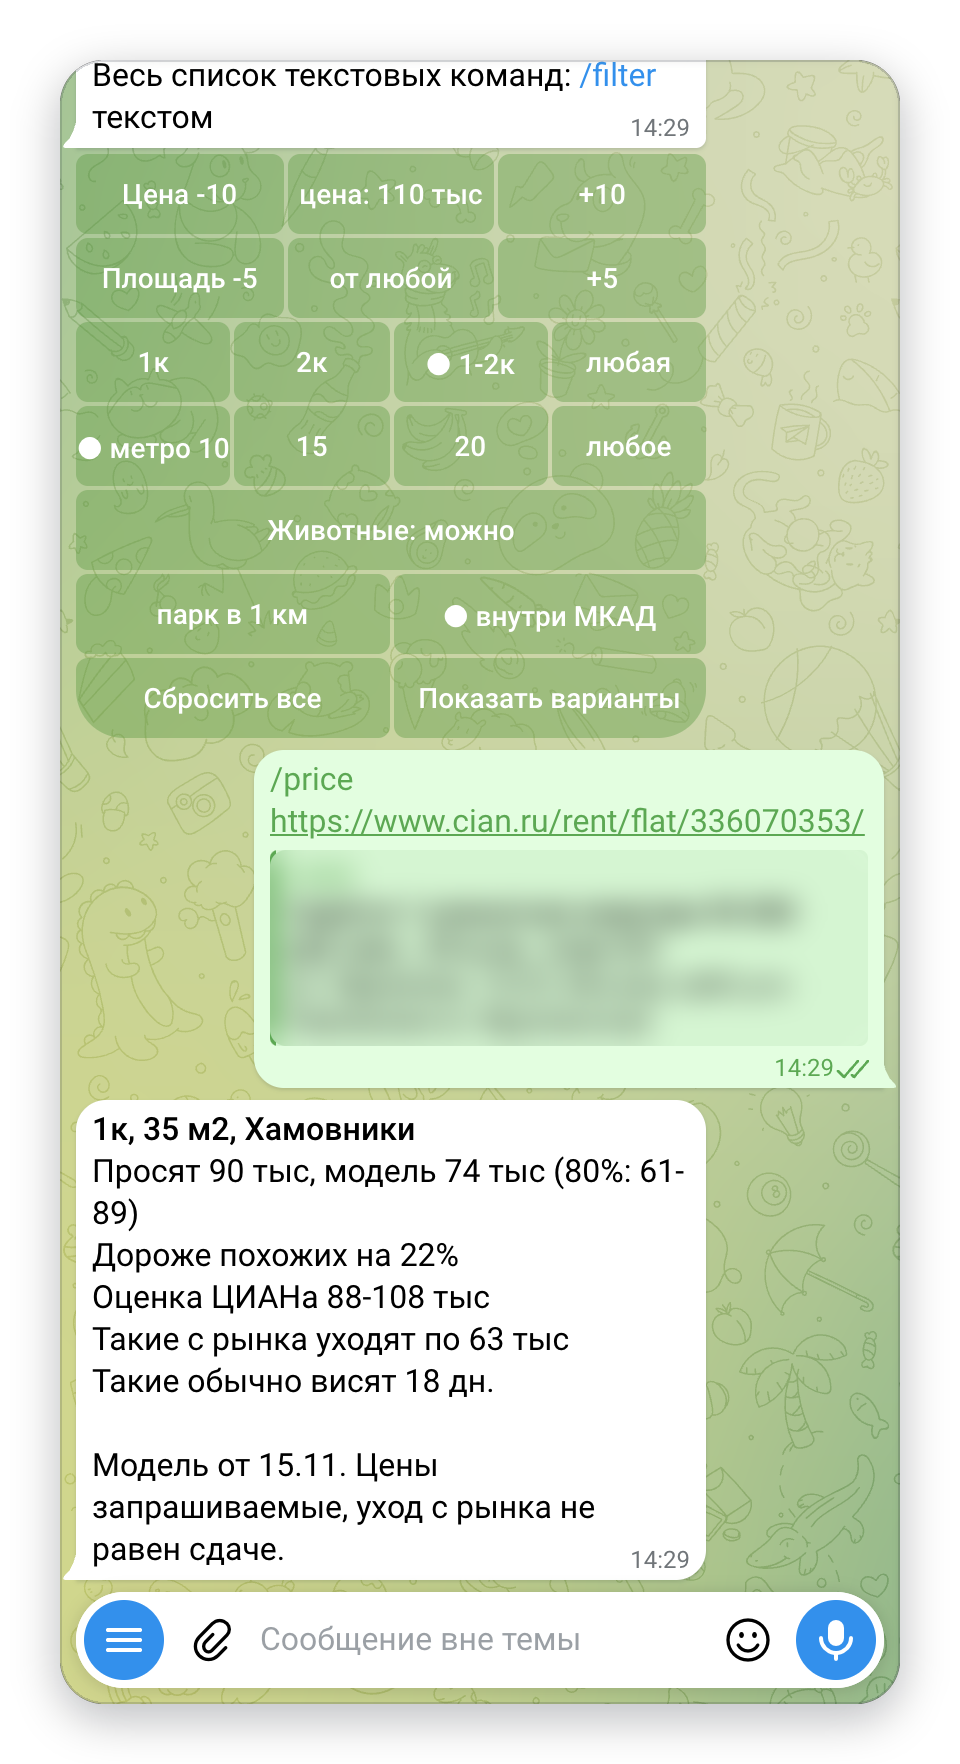 Весь список текстовых команд: /filter
текстом
14:29
Цена -10 цена: 110 тыс +10
Площадь -5 от любой +5
1к 2к 1-2к любая
метро 10 15 20 любое
Животные: можно
парк в 1 км внутри МКАД
Сбросить все Показать варианты
/price
https://www.cian.ru/rent/flat/336070353/
14:29
1к, 35 м2, Хамовники
Просят 90 тыс, модель 74 тыс (80%: 61-
89)
Дороже похожих на 22%
Оценка ЦИАНа 88-108 тыс
Такие с рынка уходят по 63 тыс
Такие обычно висят 18 дн.
Модель от 15.11. Цены
запрашиваемые, уход с рынка не
равен сдаче.
14:29
Сообщение вне темы